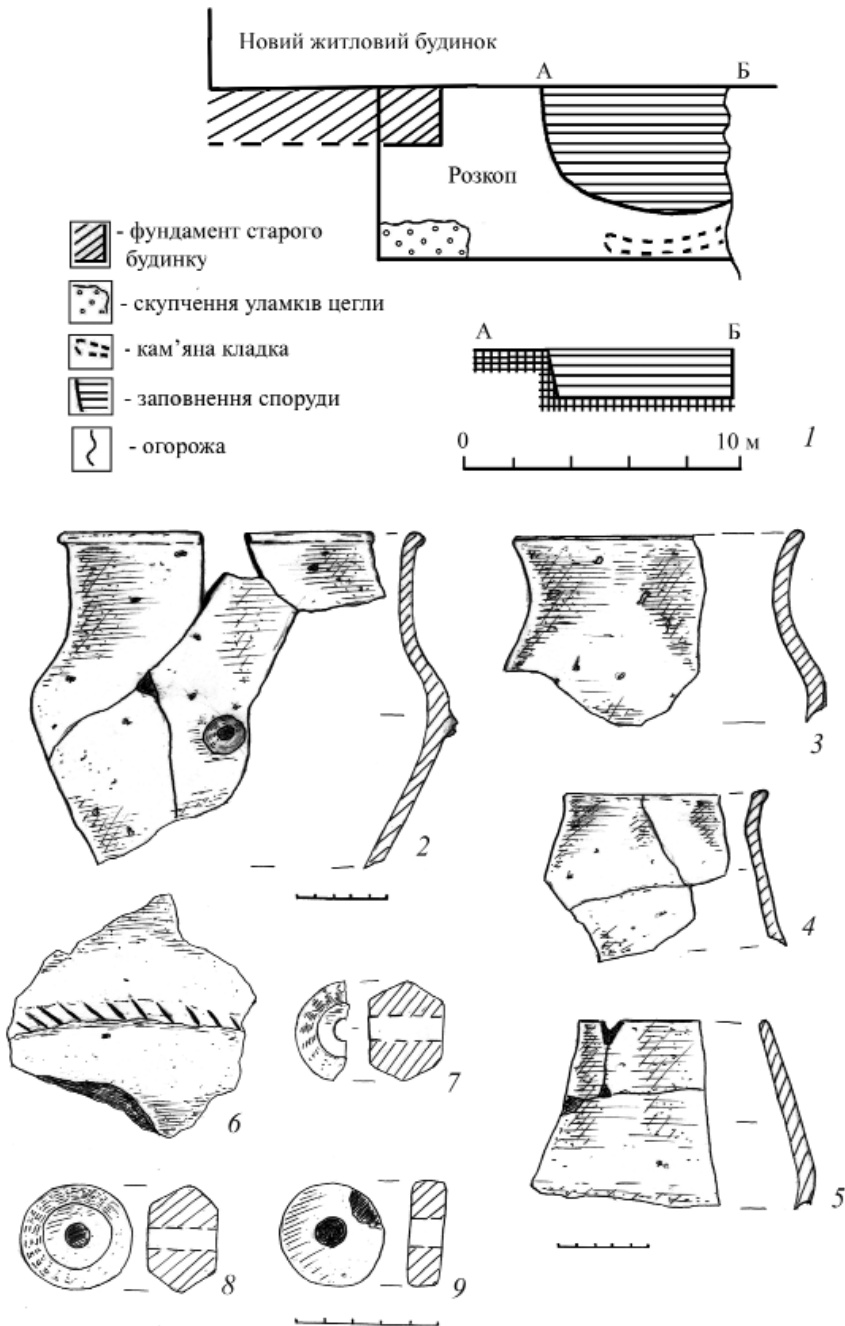 Новий житловий будинок
А Б
Розкоп
- фундамент старого
будинку
- скупчення уламків цегли
- кам’яна кладка
- заповнення споруди
- огорожа
А Б
0 10 м
1
2
3
4
5
6
7
8
9